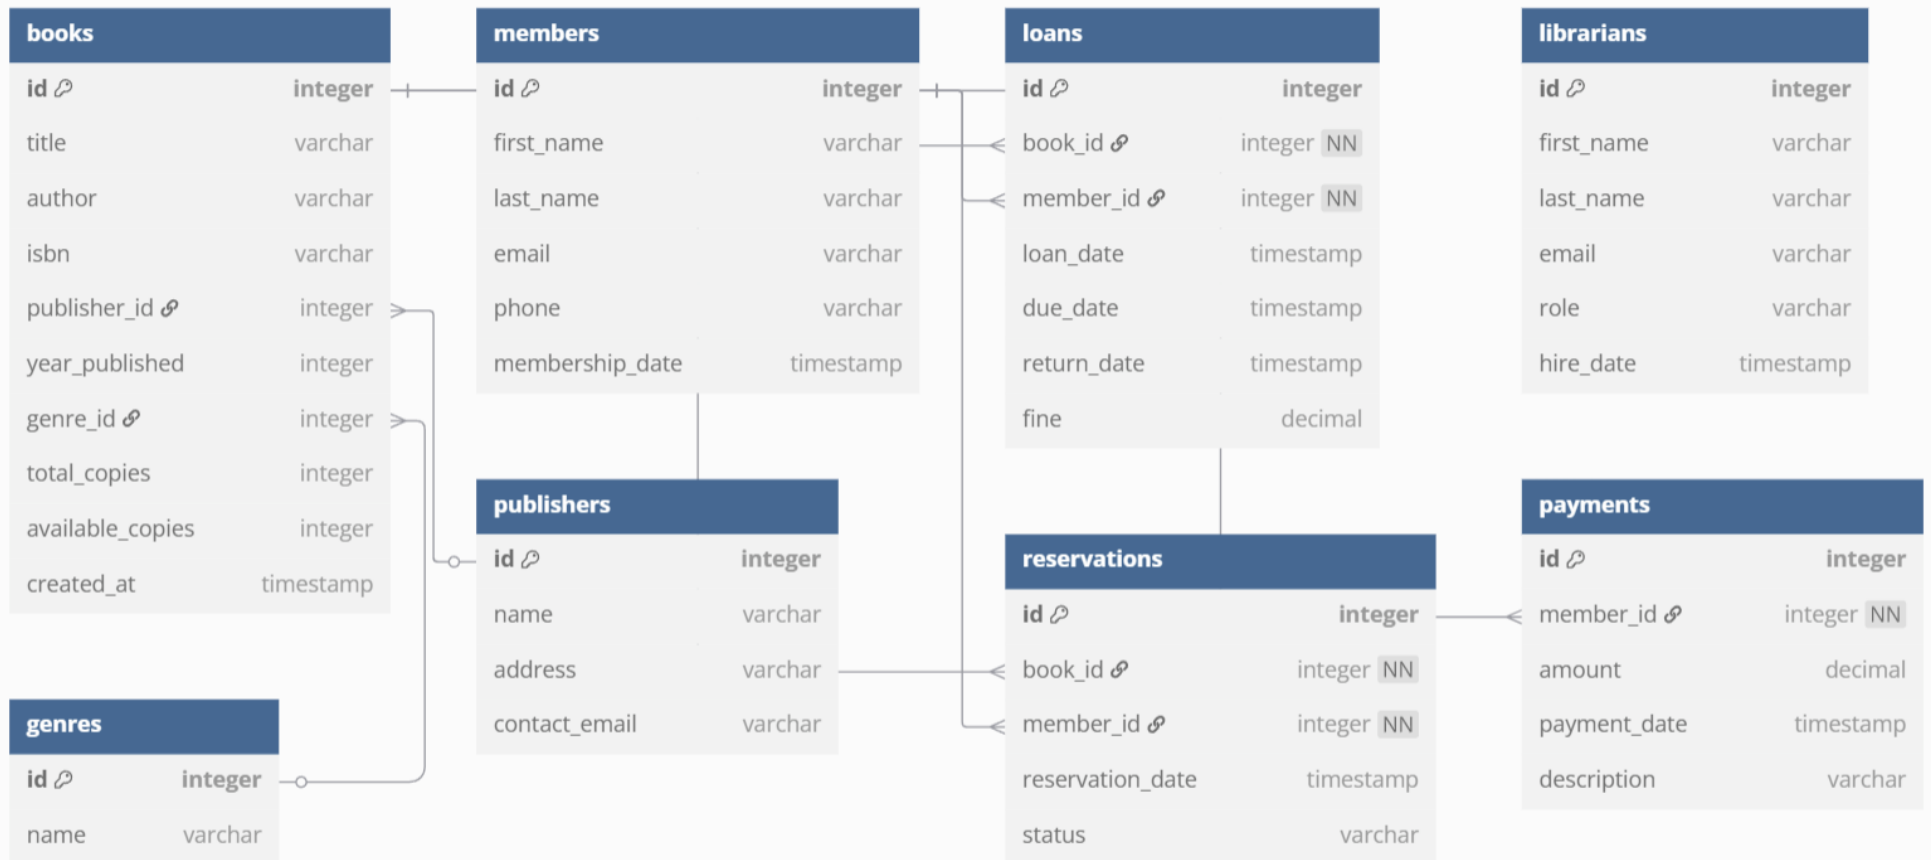 books
id integer
title varchar
author varchar
isbn varchar
publisher_id integer
year_published integer
genre_id integer
total_copies integer
available_copies integer
created_at timestamp
genres
id integer
name varchar
members
id integer
first_name varchar
last_name varchar
email varchar
phone varchar
membership_date timestamp
publishers
id integer
name varchar
address varchar
contact_email varchar
loans
id integer
book_id integer NN
member_id integer NN
loan_date timestamp
due_date timestamp
return_date timestamp
fine decimal
reservations
id integer
book_id integer NN
member_id integer NN
reservation_date timestamp
status varchar
librarians
id integer
first_name varchar
last_name varchar
email varchar
role varchar
hire_date timestamp
payments
id integer
member_id integer NN
amount decimal
payment_date timestamp
description varchar